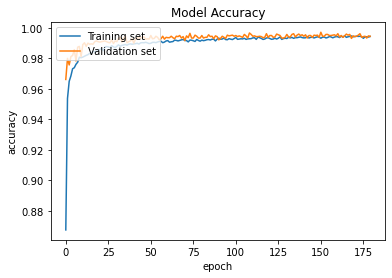 Model Accuracy
1.00
0.98
0.96
0.94
0.92
0.90
0.88
accuracy
Training set
Validation set
0 25 50 75 100 125 150 175
epoch